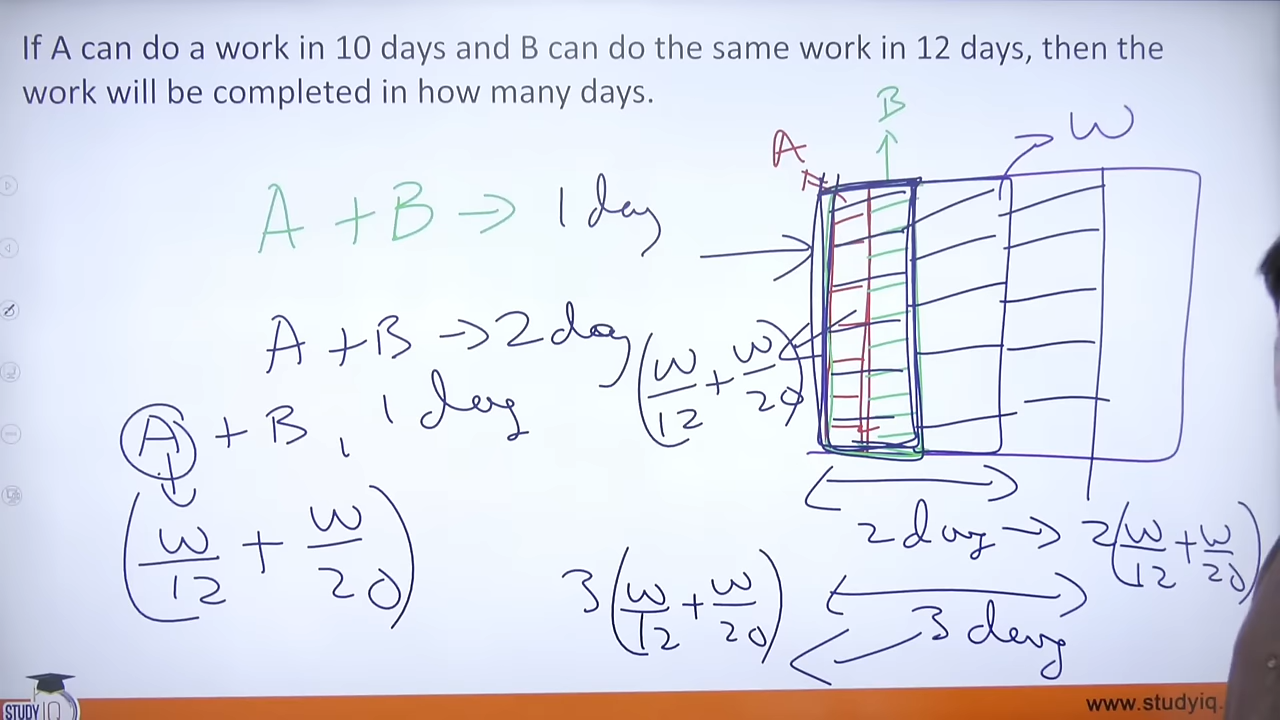 If A can do a work in 10 days and B can do the same work in 12 days, then the
work will be completed in how many days.
B
A
W
A + B → 1 day
A + B → 2 day
(W/12 + W/20)
A + B, 1 day
(W/12 + W/20)
2 day → 2(W/12 + W/20)
3(W/12 + W/20)
3 day
STUDY IQ
www.studyiq.